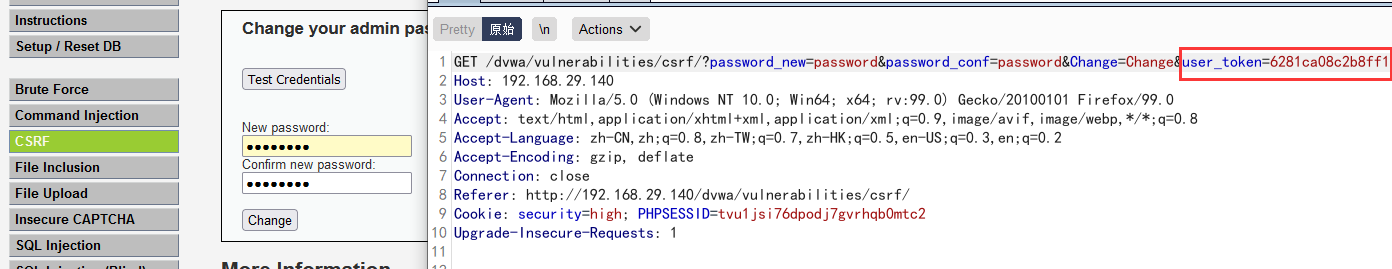 Instructions
Setup / Reset DB
Brute Force
Command Injection
CSRF
File Inclusion
File Upload
Insecure CAPTCHA
SQL Injection
Change your admin pas
Test Credentials
New password:
●●●●●●●●
Confirm new password:
●●●●●●●●
Change
More Information
Pretty 原始 \n Actions
1 GET /dvwa/vulnerabilities/csrf/?password_new=password&password_conf=password&Change=Change&user_token=6281ca08c2b8ff1
2 Host: 192.168.29.140
3 User-Agent: Mozilla/5.0 (Windows NT 10.0; Win64; x64; rv:99.0) Gecko/20100101 Firefox/99.0
4 Accept: text/html,application/xhtml+xml,application/xml;q=0.9,image/avif,image/webp,*/*;q=0.8
5 Accept-Language: zh-CN,zh;q=0.8,zh-TW;q=0.7,zh-HK;q=0.5,en-US;q=0.3,en;q=0.2
6 Accept-Encoding: gzip, deflate
7 Connection: close
8 Referer: http://192.168.29.140/dvwa/vulnerabilities/csrf/
9 Cookie: security=high; PHPSESSID=tvu1jsi76dpodj7gvrhqb0mtc2
10 Upgrade-Insecure-Requests: 1
11